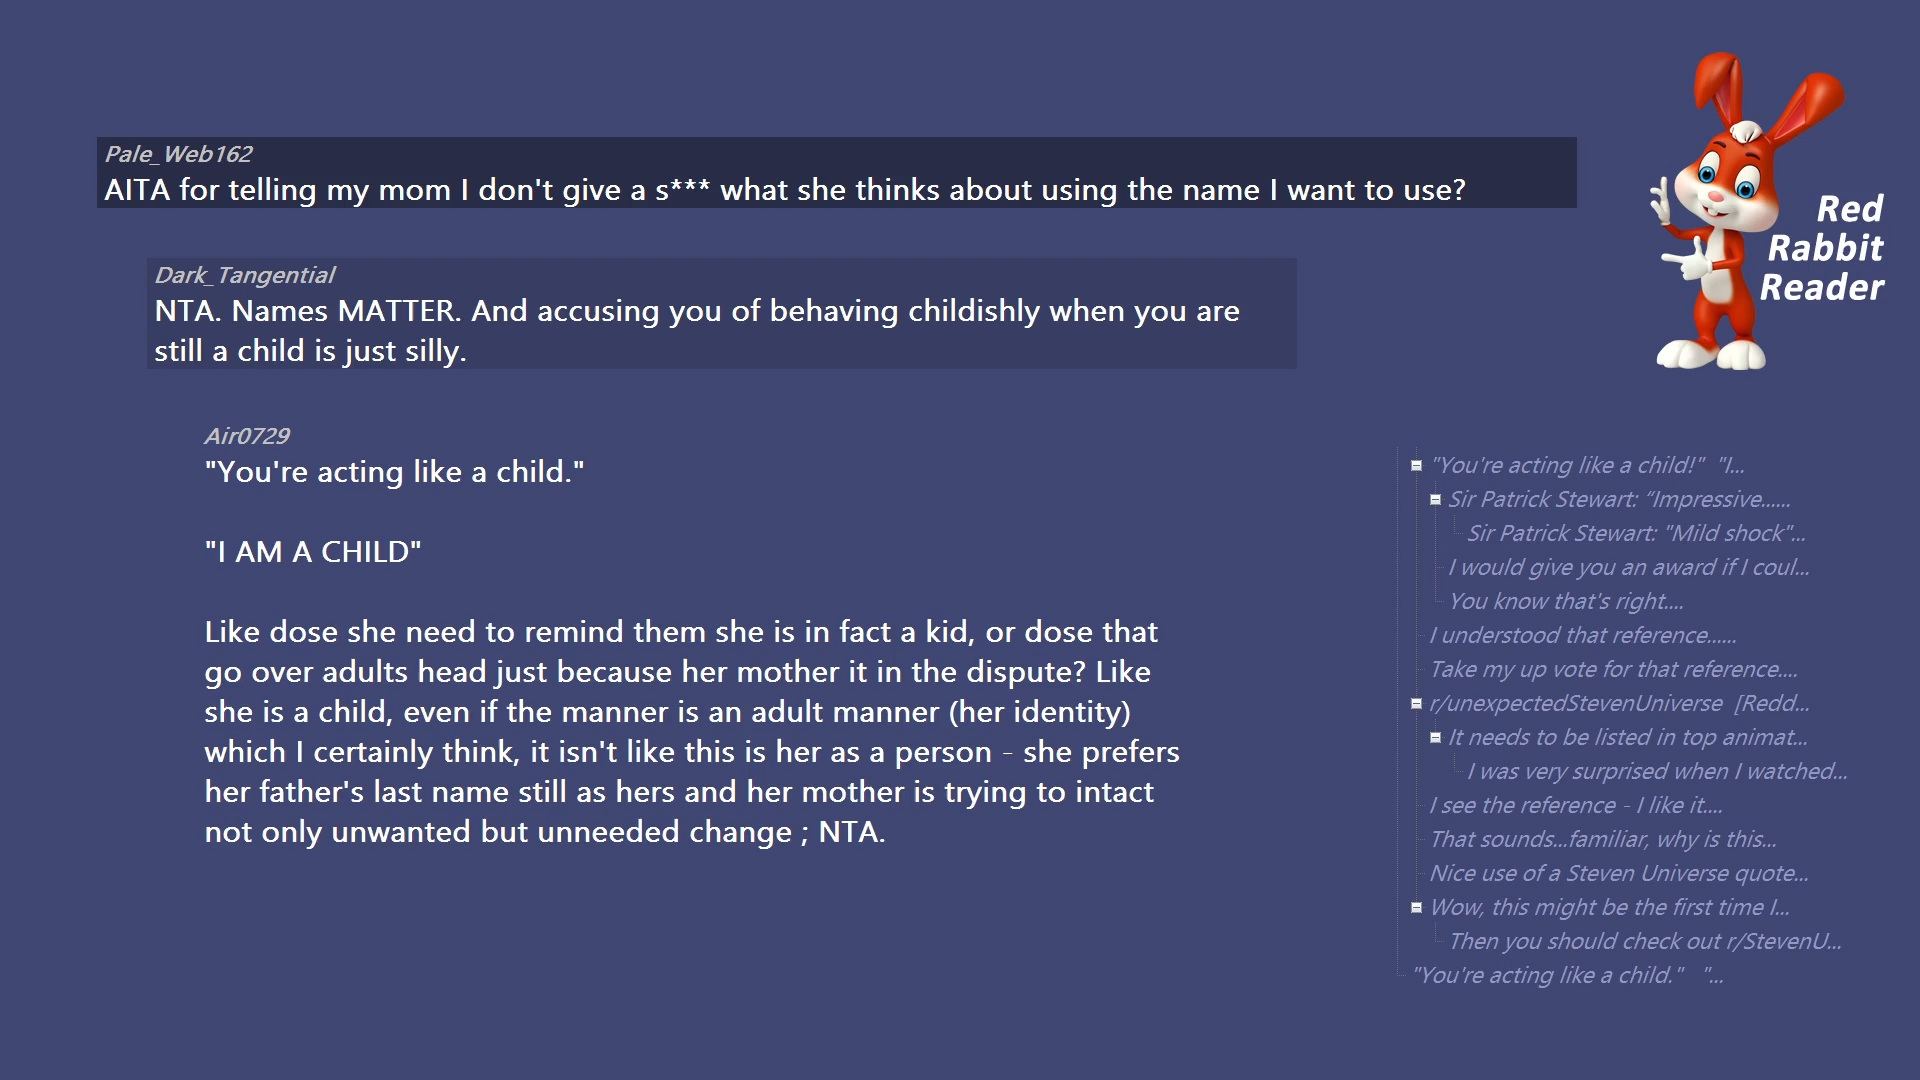 Pale_Web162
AITA for telling my mom I don't give a s*** what she thinks about using the name I want to use?
Dark_Tangential
NTA. Names MATTER. And accusing you of behaving childishly when you are
still a child is just silly.
Air0729
"You're acting like a child."
"I AM A CHILD"
Like dose she need to remind them she is in fact a kid, or dose that
go over adults head just because her mother it in the dispute? Like
she is a child, even if the manner is an adult manner (her identity)
which I certainly think, it isn't like this is her as a person - she prefers
her father's last name still as hers and her mother is trying to intact
not only unwanted but unneeded change ; NTA.
Red
Rabbit
Reader
"You're acting like a child!" "I...
Sir Patrick Stewart: “Impressive......
Sir Patrick Stewart: "Mild shock"...
I would give you an award if I coul...
You know that's right....
I understood that reference......
Take my up vote for that reference....
r/unexpectedStevenUniverse [Redd...
It needs to be listed in top animat...
I was very surprised when I watched...
I see the reference - I like it....
That sounds...familiar, why is this...
Nice use of a Steven Universe quote...
Wow, this might be the first time I...
Then you should check out r/StevenU...
"You're acting like a child." "...